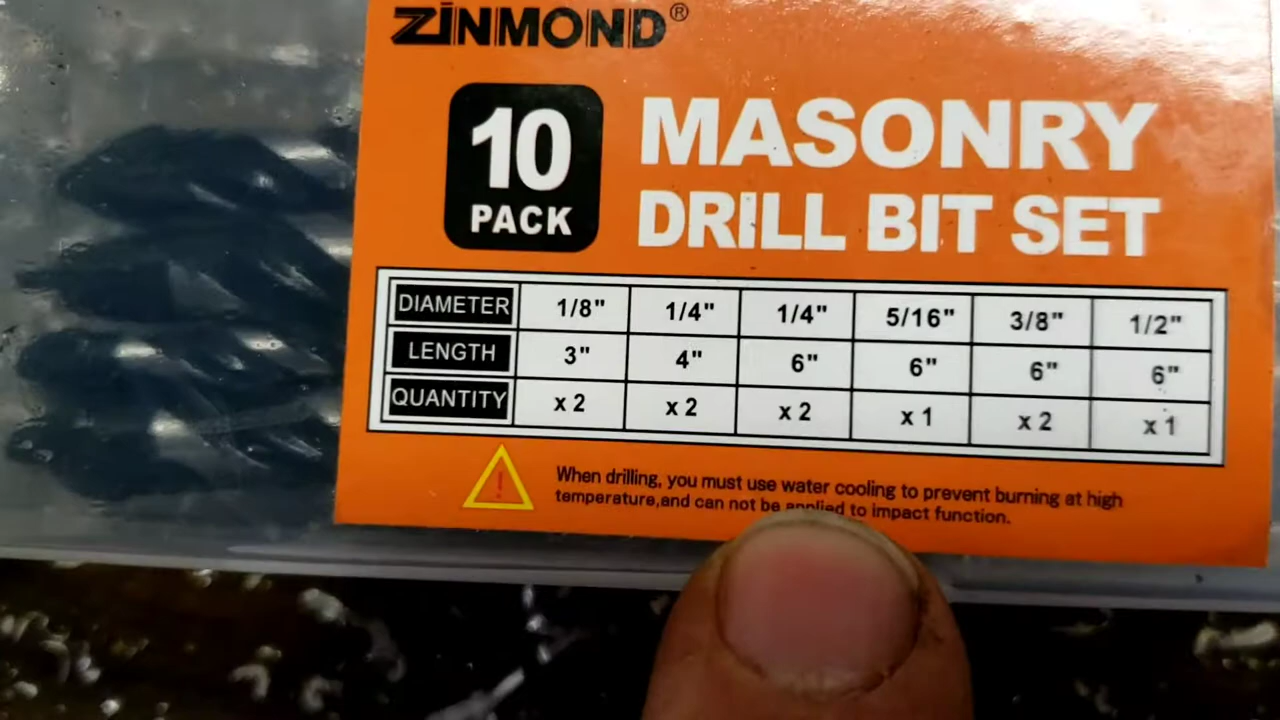 ZINMOND®
10
PACK
MASONRY
DRILL BIT SET
DIAMETER 1/8" 1/4" 1/4" 5/16" 3/8" 1/2"
LENGTH 3" 4" 6" 6" 6" 6"
QUANTITY x 2 x 2 x 2 x 1 x 2 x 1
When drilling, you must use water cooling to prevent burning at high
temperature,and can not be applied to impact function.